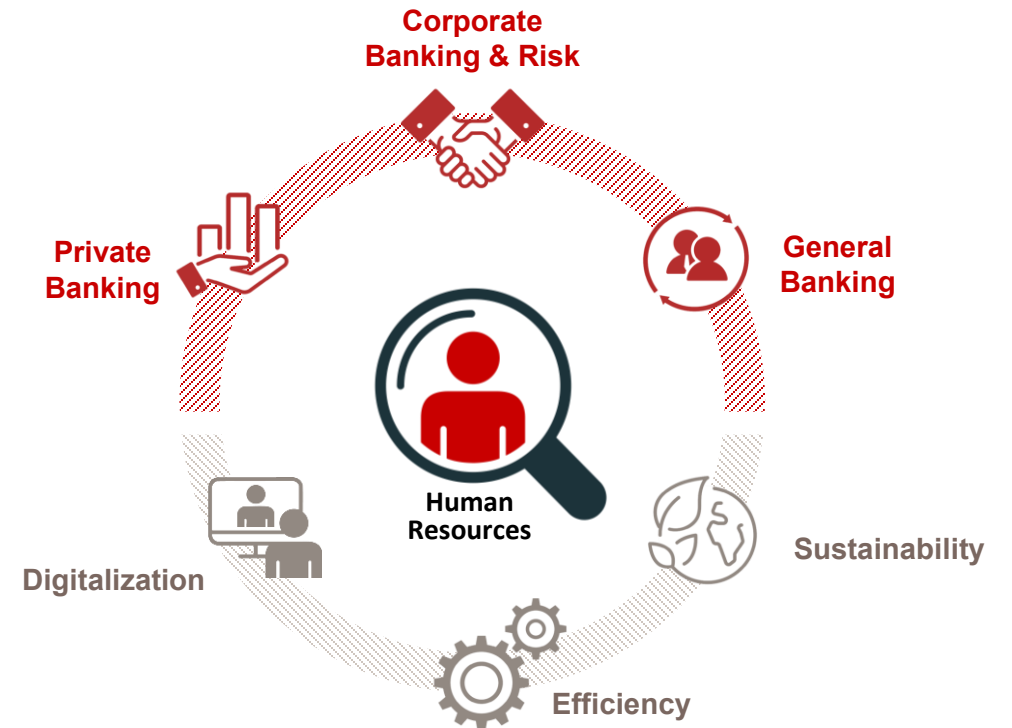 Corporate
Banking & Risk
Private
Banking
General
Banking
Human
Resources
Digitalization
Sustainability
Efficiency